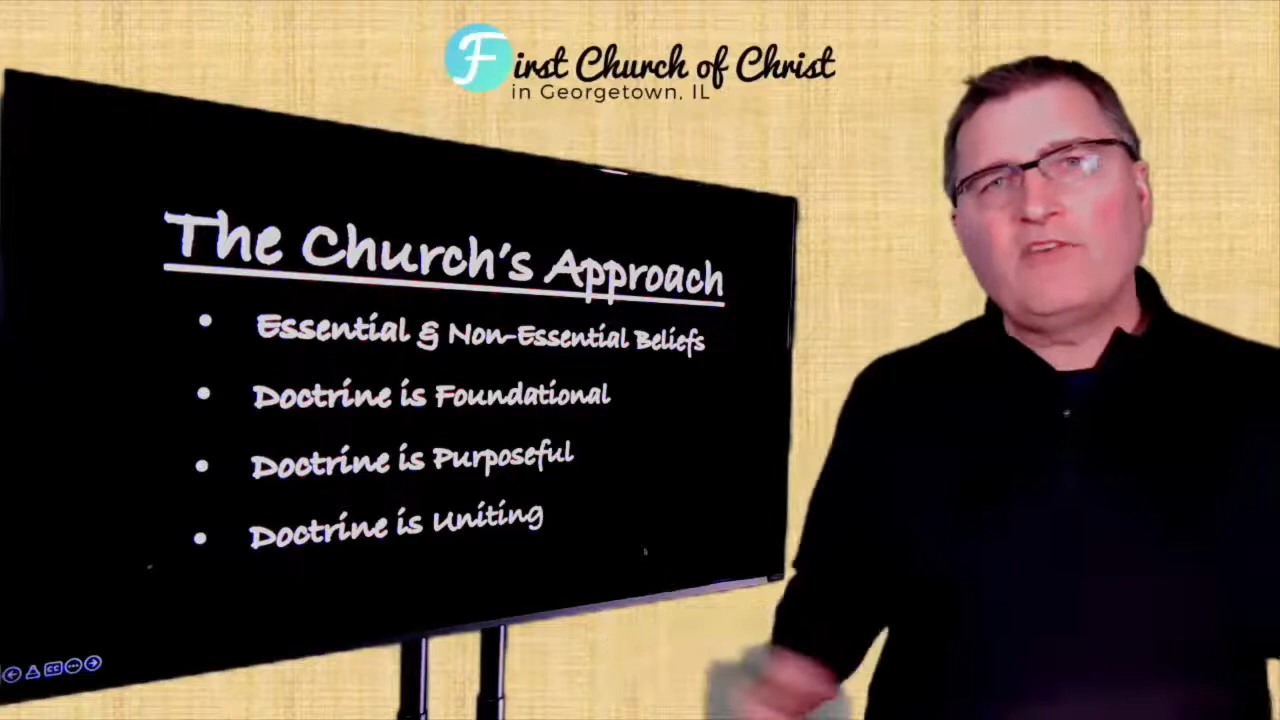 First Church of Christ
in Georgetown, IL
The Church's Approach
• Essential & Non-Essential Beliefs
• Doctrine is Foundational
• Doctrine is Purposeful
• Doctrine is Uniting
CC